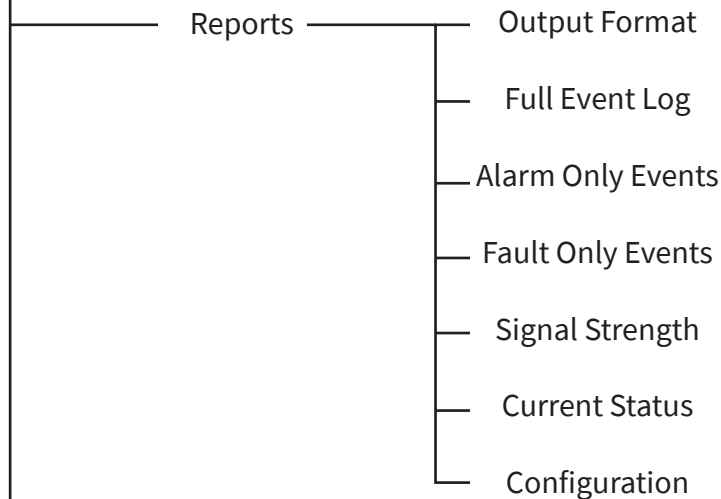 Reports
Output Format
Full Event Log
Alarm Only Events
Fault Only Events
Signal Strength
Current Status
Configuration